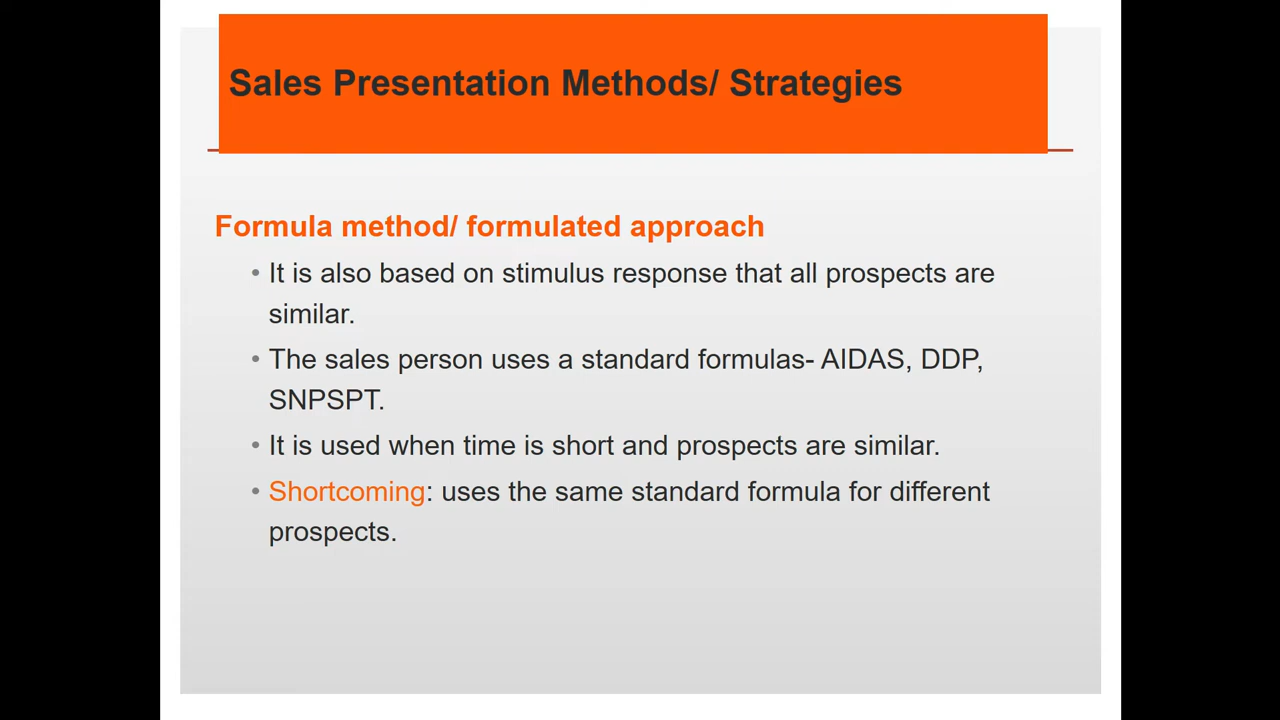 Sales Presentation Methods/ Strategies
Formula method/ formulated approach
• It is also based on stimulus response that all prospects are
similar.
• The sales person uses a standard formulas- AIDAS, DDP,
SNPSPT.
• It is used when time is short and prospects are similar.
• Shortcoming: uses the same standard formula for different
prospects.